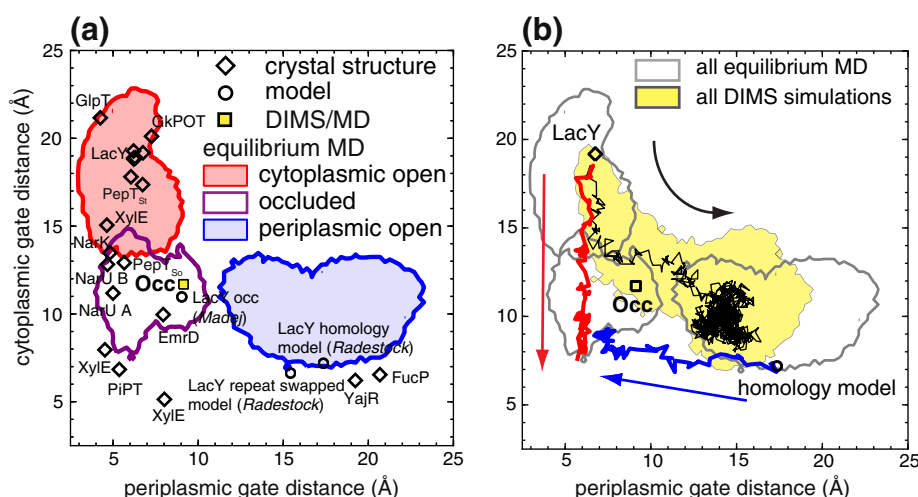 (a)
25
20
15
10
5
5
10
15
20
25
cytoplasmic gate distance (Å)
periplasmic gate distance (Å)
crystal structure
model
DIMS/MD
equilibrium MD
cytoplasmic open
occluded
periplasmic open
GlpT
GkPOT
LacY
PepT St
XylE
NarK
PepT So
NarU B
Occ
LacY occ
(Madej)
NarU A
EmrD
XylE
PiPT
XylE
LacY homology
model (Radestock)
LacY repeat swapped
model (Radestock)
YajR
FucP
(b)
all equilibrium MD
all DIMS simulations
LacY
Occ
homology model
25
20
15
10
5
5
10
15
20
25
periplasmic gate distance (Å)